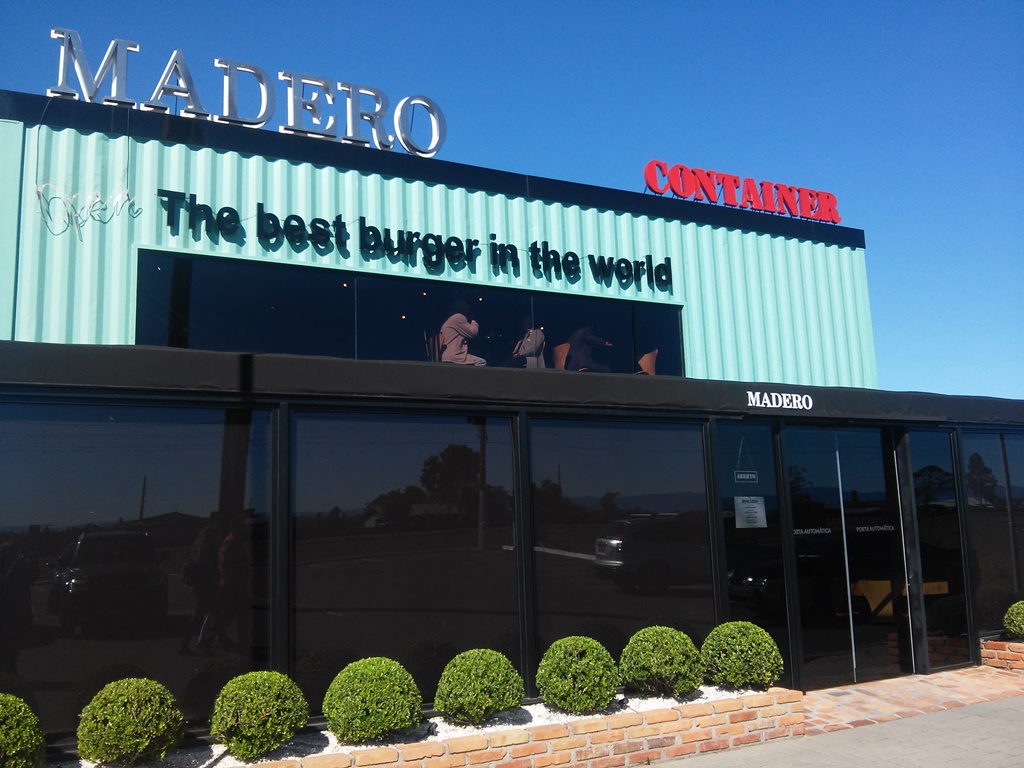 MADERO
CONTAINER
Open
The best burger in the world
MADERO
ABERTO
PORTA AUTOMÁTICA
PORTA AUTOMÁTICA